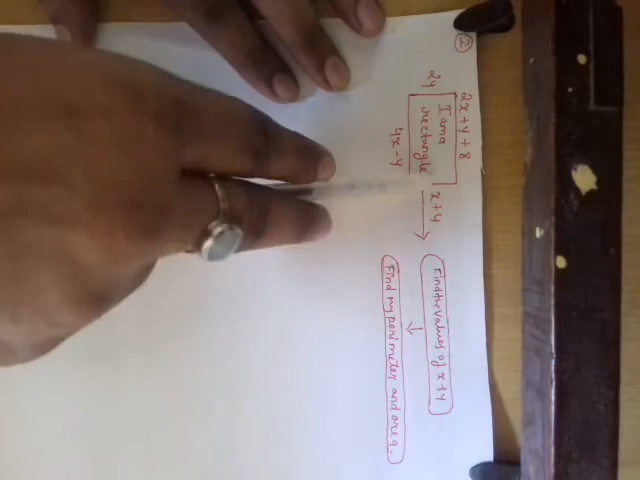 ②
2x + y + 8
2y
I am a
rectangle
x + 4
4x - y
Find the values of x & y
Find my perimeter and area.